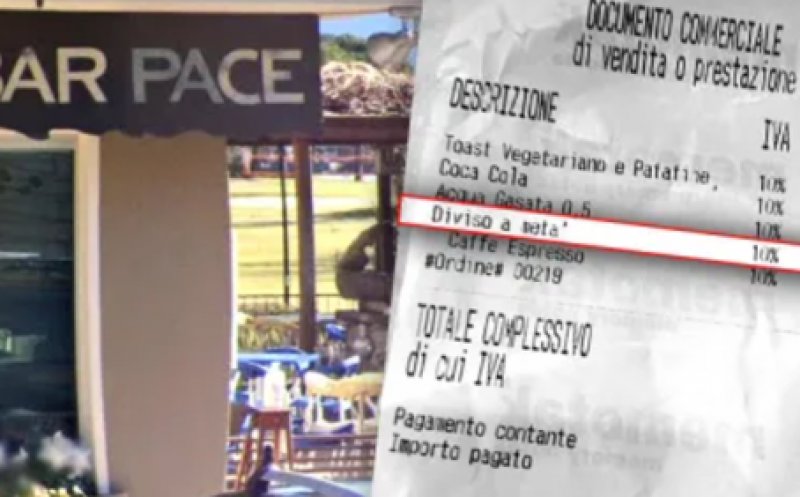 BAR PACE
DOCUMENTO COMMERCIALE
di vendita o prestazione
DESCRIZIONE IVA
Toast Vegetariano e Patatine, 10%
Coca Cola 10%
Acqua Gasata 0,5 10%
Diviso a meta' 10%
Caffe Espresso 10%
#Ordine# 00219
TOTALE COMPLESSIVO
di cui IVA
Pagamento contante
Importo pagato